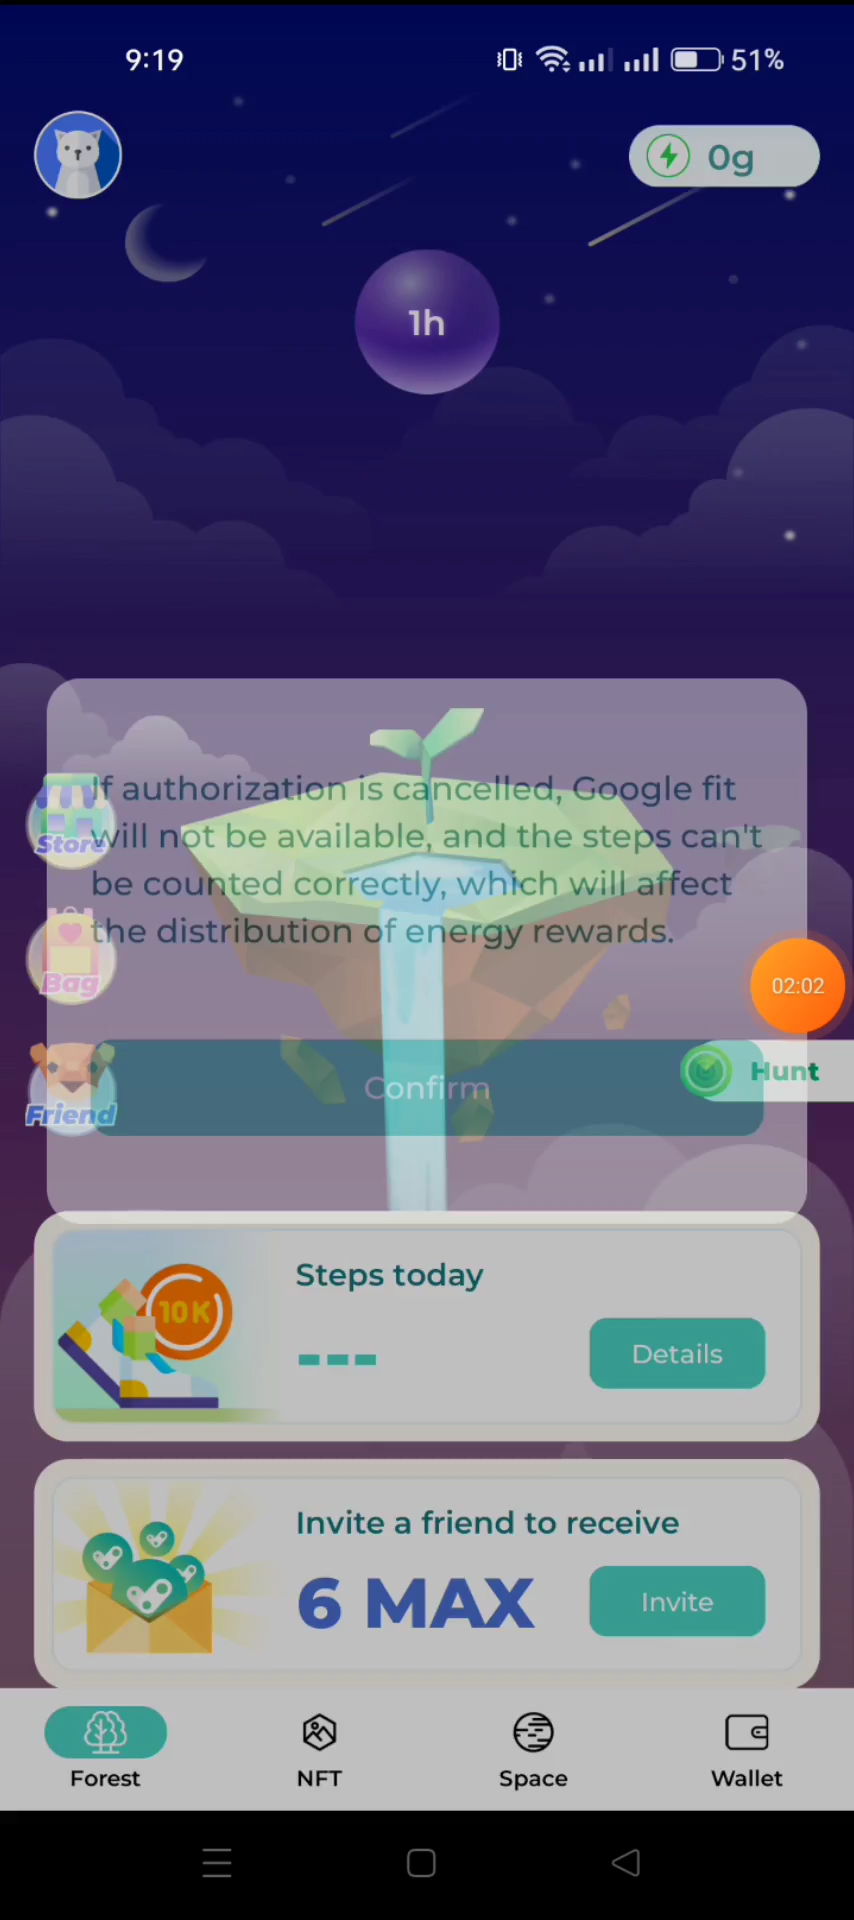 9:19
51%
0g
1h
If authorization is cancelled, Google fit
will not be available, and the steps can't
be counted correctly, which will affect
the distribution of energy rewards.
Store
Bag
02:02
Hunt
Confirm
Friend
Steps today
10K
---
Details
Invite a friend to receive
6 MAX
Invite
Forest
NFT
Space
Wallet